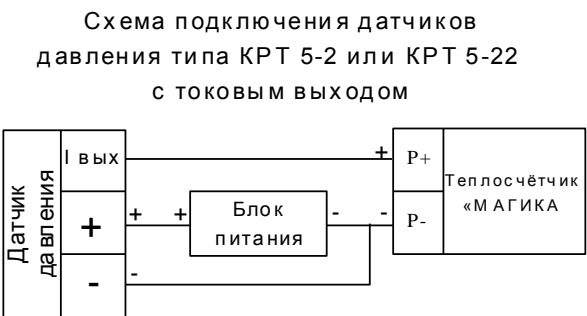 Схема подключения датчиков
давления типа КРТ 5-2 или КРТ 5-22
с токовым выходом
Датчик
давления
I вых
+
-
+
+
-
Блок
питания
-
+
-
P+
P-
Теплосчётчик
«МАГИКА